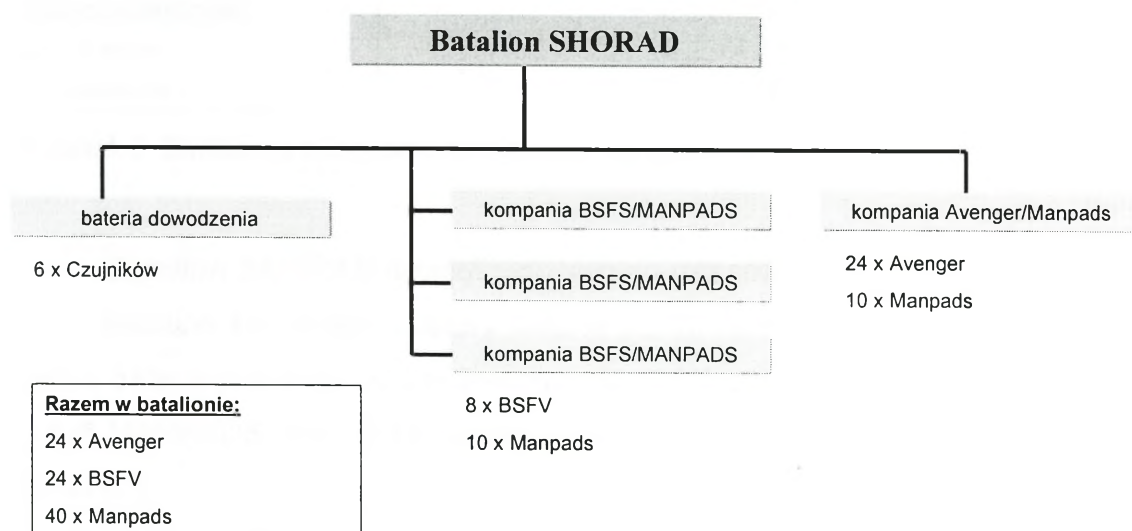 Batalion SHORAD
bateria dowodzenia
6 x Czujników
kompania BSFS/MANPADS
kompania BSFS/MANPADS
kompania BSFS/MANPADS
8 x BSFV
10 x Manpads
kompania Avenger/Manpads
24 x Avenger
10 x Manpads
Razem w batalionie:
24 x Avenger
24 x BSFV
40 x Manpads